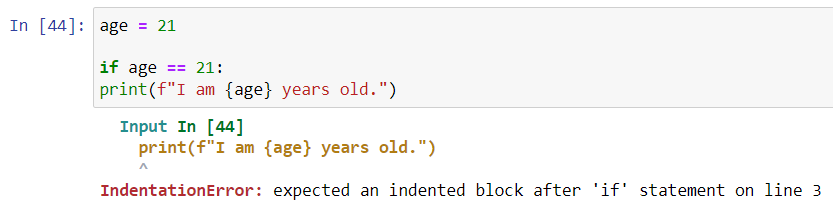 In [44]: age = 21
if age == 21:
print(f"I am {age} years old.")
Input In [44]
print(f"I am {age} years old.")
^
IndentationError: expected an indented block after 'if' statement on line 3